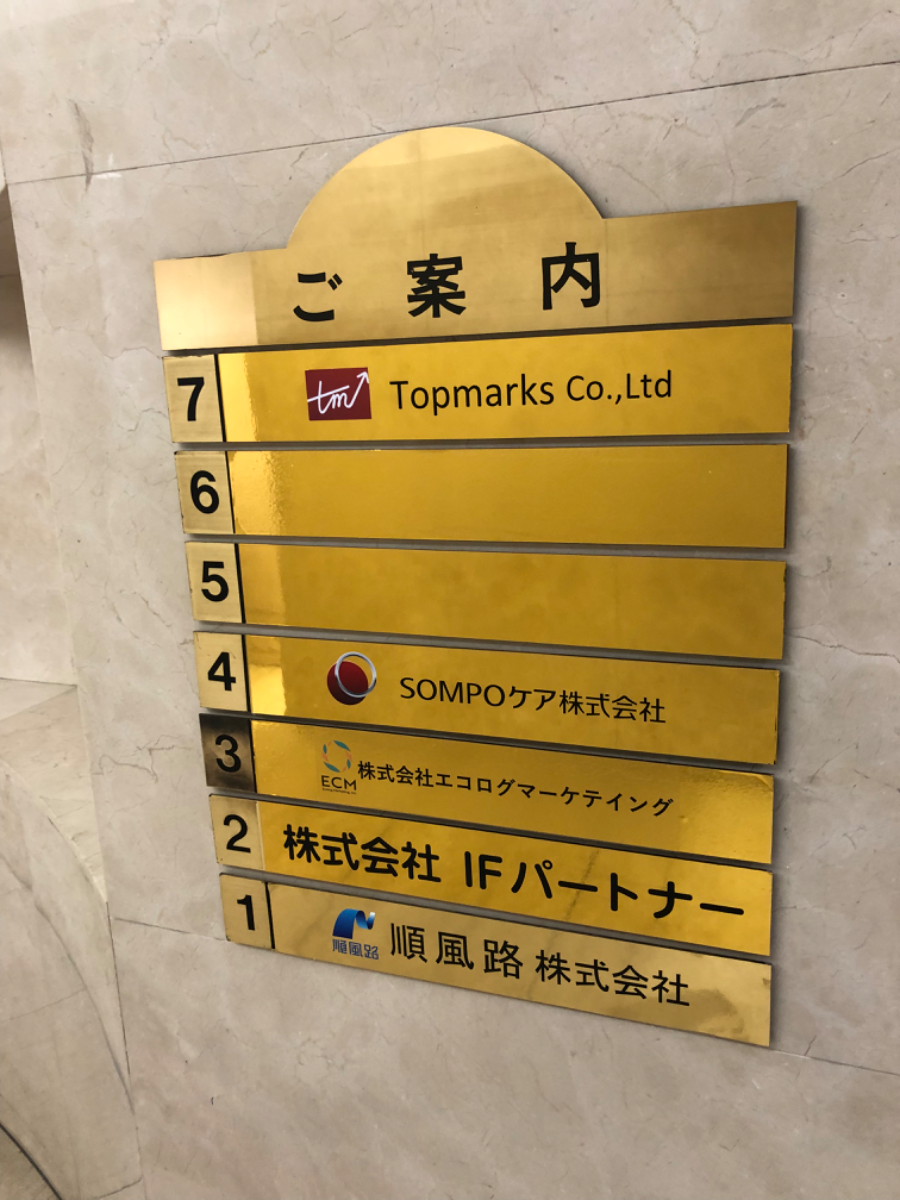 ご案内
7 tm Topmarks Co.,Ltd
6
5
4 SOMPOケア株式会社
3 ECM 株式会社エコログマーケテイング
2 株式会社 IFパートナー
1 順風路 順風路 株式会社